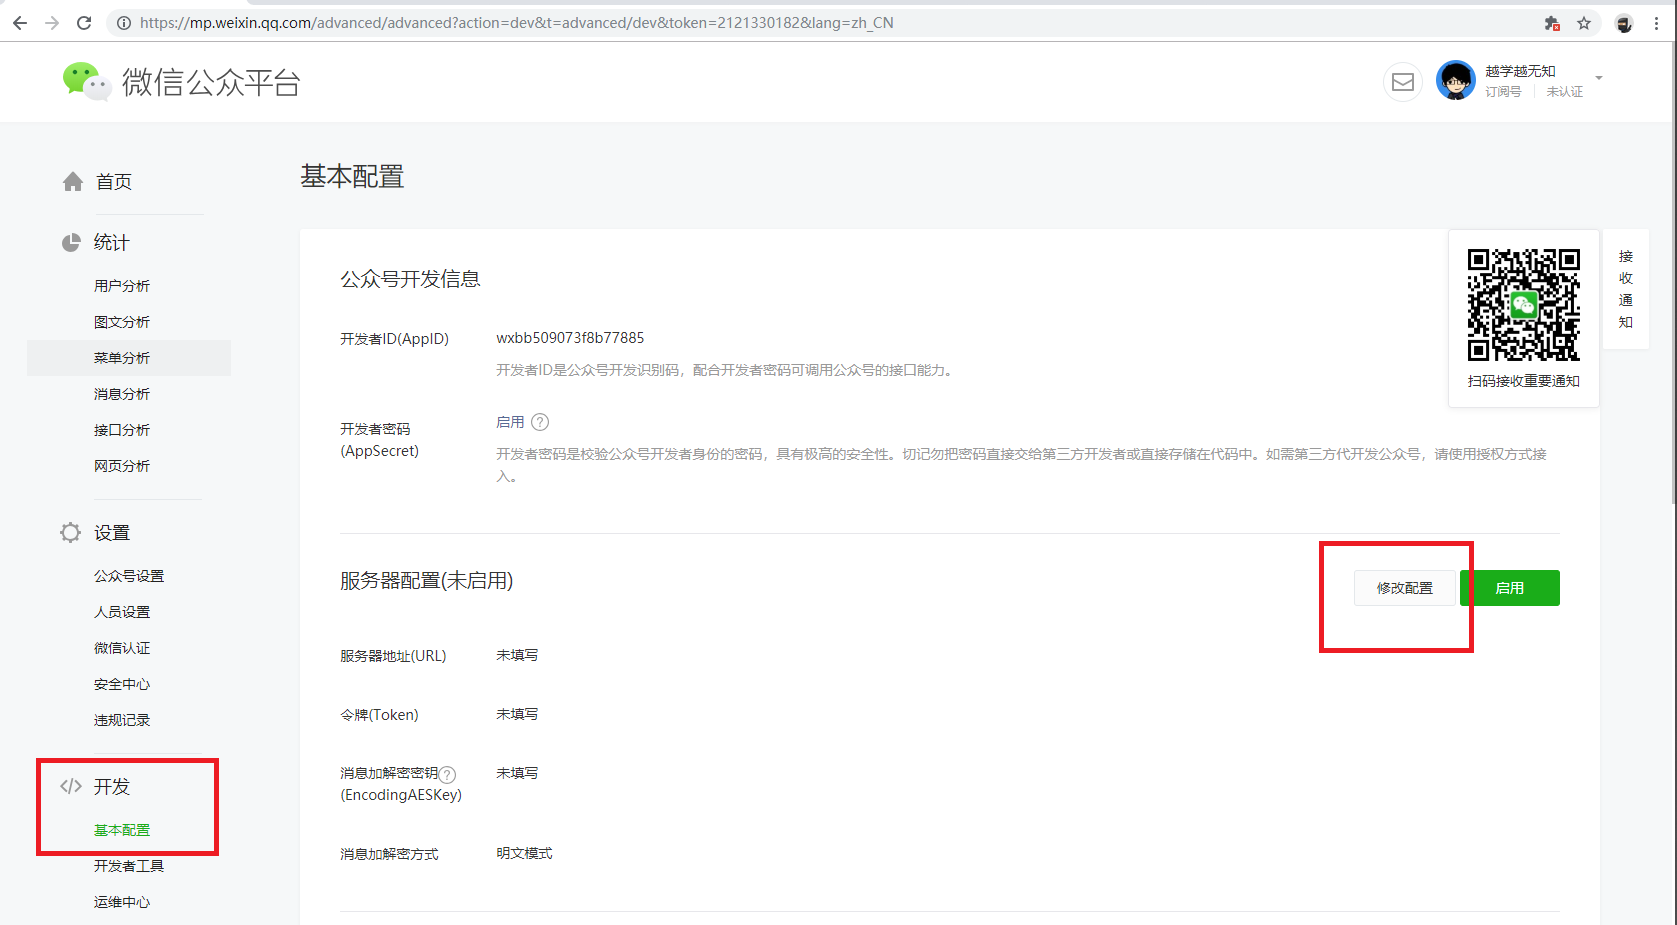 https://mp.weixin.qq.com/advanced/advanced?action=dev&t=advanced/dev&token=2121330182&lang=zh_CN
微信公众平台
越学越无知
订阅号 未认证
首页
统计
用户分析
图文分析
菜单分析
消息分析
接口分析
网页分析
设置
公众号设置
人员设置
微信认证
安全中心
违规记录
</> 开发
基本配置
开发者工具
运维中心
基本配置
公众号开发信息
开发者ID(AppID) wxbb509073f8b77885
开发者ID是公众号开发识别码，配合开发者密码可调用公众号的接口能力。
开发者密码
(AppSecret)
启用 ?
开发者密码是校验公众号开发者身份的密码，具有极高的安全性。切记勿把密码直接交给第三方开发者或直接存储在代码中。如需第三方代开发公众号，请使用授权方式接
入。
扫码接收重要通知
接
收
通
知
服务器配置(未启用)
修改配置 启用
服务器地址(URL) 未填写
令牌(Token) 未填写
消息加解密密钥?
(EncodingAESKey)
未填写
消息加解密方式 明文模式